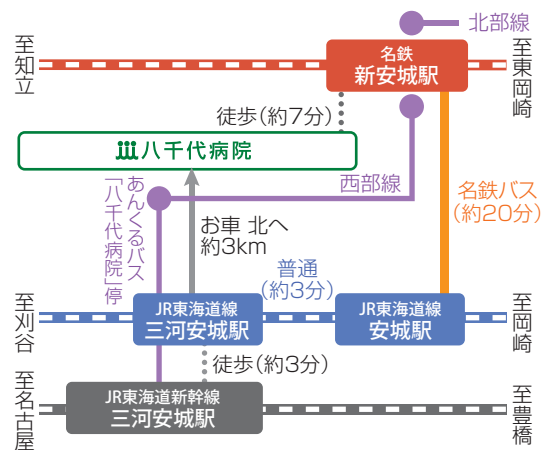 北部線
至知立
名鉄
新安城駅
至東岡崎
徒歩（約7分）
八千代病院
西部線
あんくるバス
「八千代病院」停
お車 北へ
約3km
名鉄バス
（約20分）
普通
（約3分）
至刈谷
JR東海道線
三河安城駅
JR東海道線
安城駅
至岡崎
徒歩（約3分）
至名古屋
JR東海道新幹線
三河安城駅
至豊橋